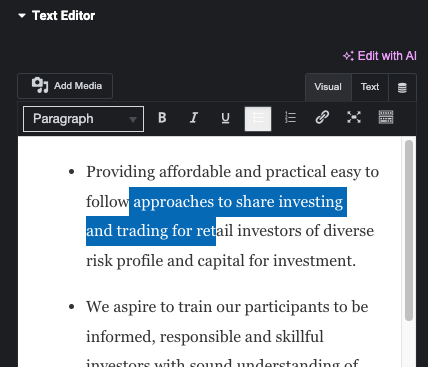 Text Editor
Edit with AI
Add Media
Visual
Text
Paragraph
B
I
U
Providing affordable and practical easy to
follow approaches to share investing
and trading for retail investors of diverse
risk profile and capital for investment.
We aspire to train our participants to be
informed, responsible and skillful
investors with sound understanding of